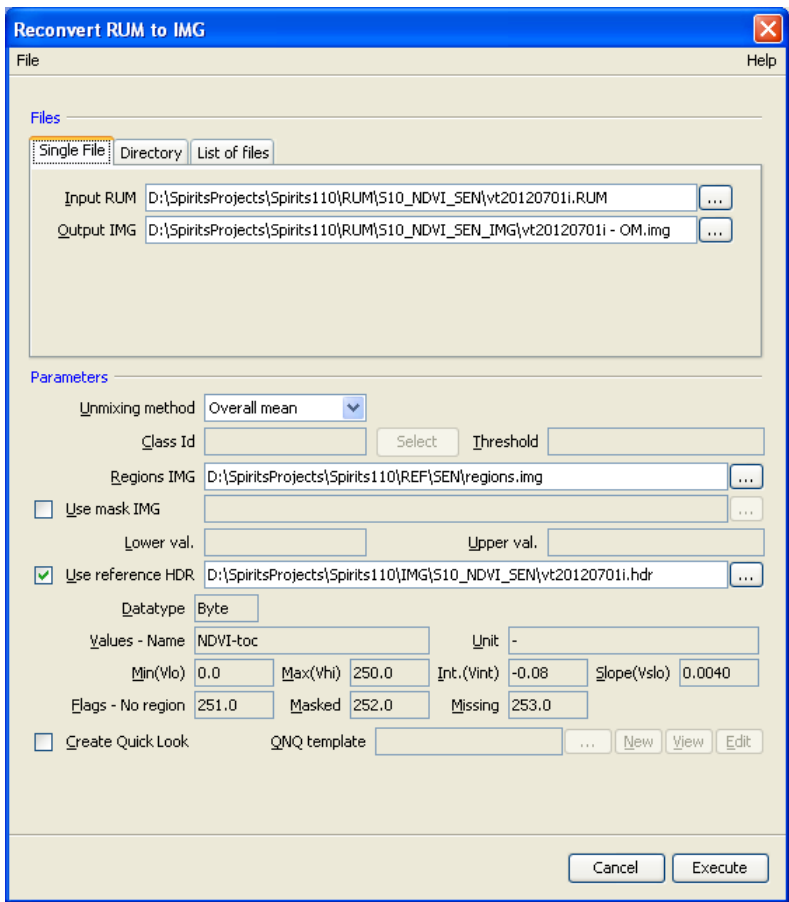 Reconvert RUM to IMG
File Help
Files
Single File Directory List of files
Input RUM D:\SpiritsProjects\Spirits110\RUM\S10_NDVI_SEN\vt20120701i.RUM ...
Output IMG D:\SpiritsProjects\Spirits110\RUM\S10_NDVI_SEN_IMG\vt20120701i - OM.img ...
Parameters
Unmixing method Overall mean
Class Id Select Threshold
Regions IMG D:\SpiritsProjects\Spirits110\REF\SEN\regions.img ...
Use mask IMG ...
Lower val. Upper val.
Use reference HDR D:\SpiritsProjects\Spirits110\IMG\S10_NDVI_SEN\vt20120701i.hdr ...
Datatype Byte
Values - Name NDVI-toc Unit -
Min(Vlo) 0.0 Max(Vhi) 250.0 Int.(Vint) -0.08 Slope(Vslo) 0.0040
Flags - No region 251.0 Masked 252.0 Missing 253.0
Create Quick Look QNQ template ... New View Edit
Cancel Execute